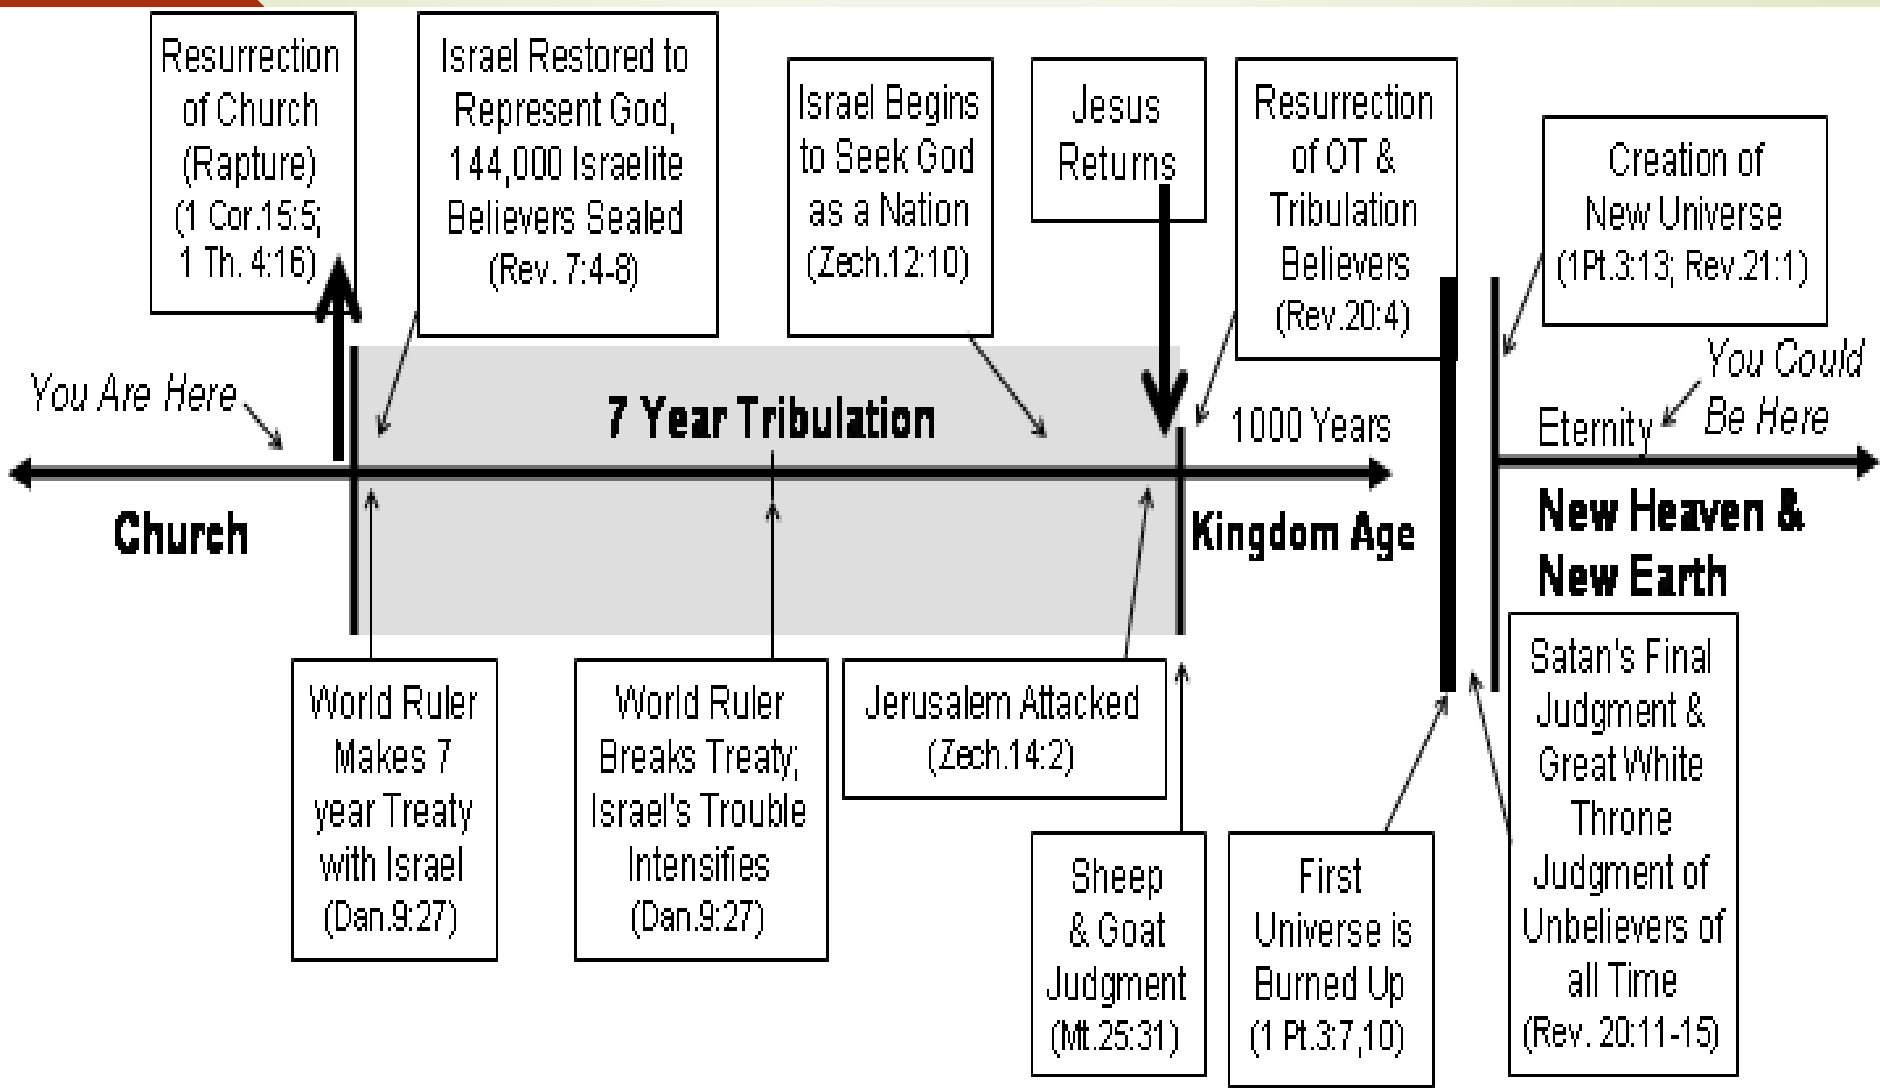 Resurrection
of Church
(Rapture)
(1 Cor.15:5;
1 Th. 4:16)
Israel Restored to
Represent God,
144,000 Israelite
Believers Sealed
(Rev. 7:4-8)
Israel Begins
to Seek God
as a Nation
(Zech.12:10)
Jesus
Returns
Resurrection
of OT &
Tribulation
Believers
(Rev.20:4)
Creation of
New Universe
(1Pt.3:13; Rev.21:1)
You Are Here
7 Year Tribulation
1000 Years
Eternity
You Could
Be Here
Church
Kingdom Age
New Heaven &
New Earth
World Ruler
Makes 7
year Treaty
with Israel
(Dan.9:27)
World Ruler
Breaks Treaty;
Israel's Trouble
Intensifies
(Dan.9:27)
Jerusalem Attacked
(Zech.14:2)
Sheep
& Goat
Judgment
(Mt.25:31)
First
Universe is
Burned Up
(1 Pt.3:7,10)
Satan's Final
Judgment &
Great White
Throne
Judgment of
Unbelievers of
all Time
(Rev. 20:11-15)